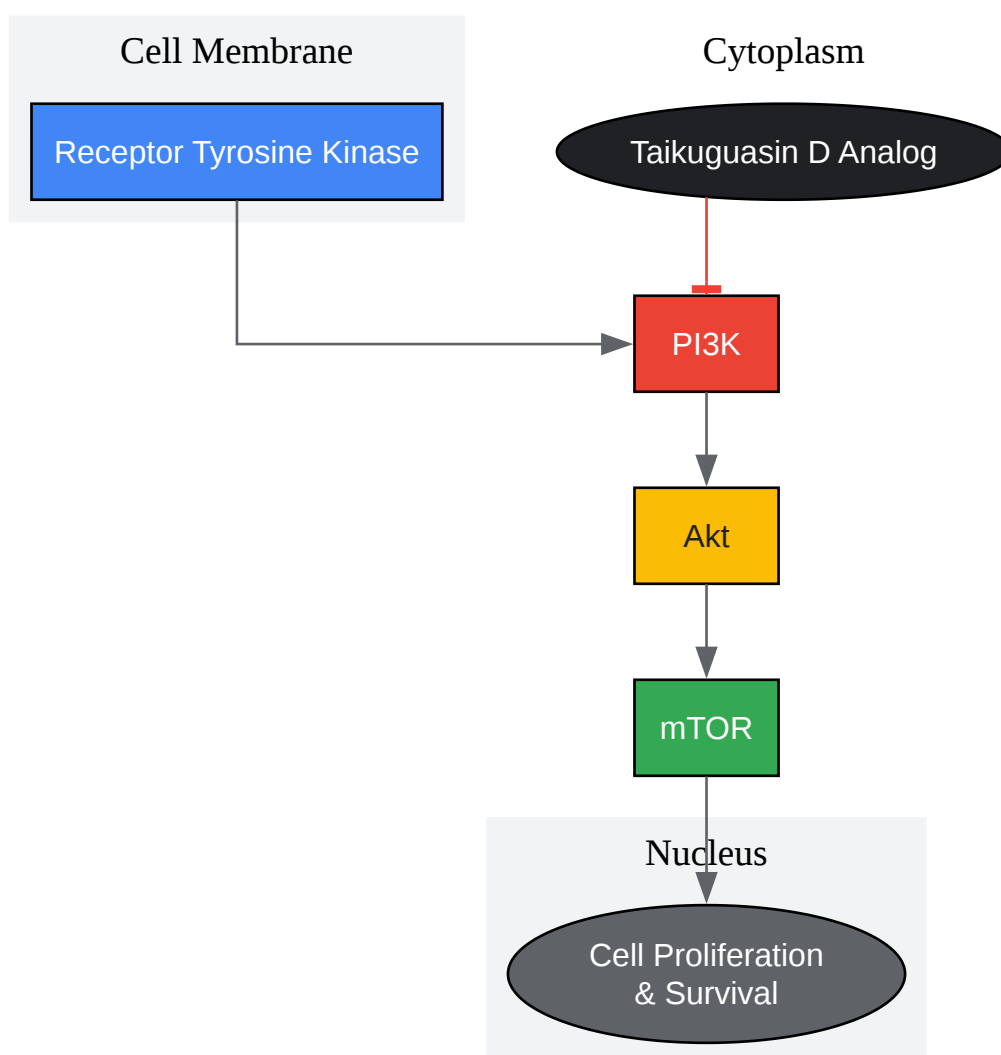 Cell Membrane
Cytoplasm
Receptor Tyrosine Kinase
Taikuguasin D Analog
PI3K
Akt
mTOR
Nucleus
Cell Proliferation
& Survival